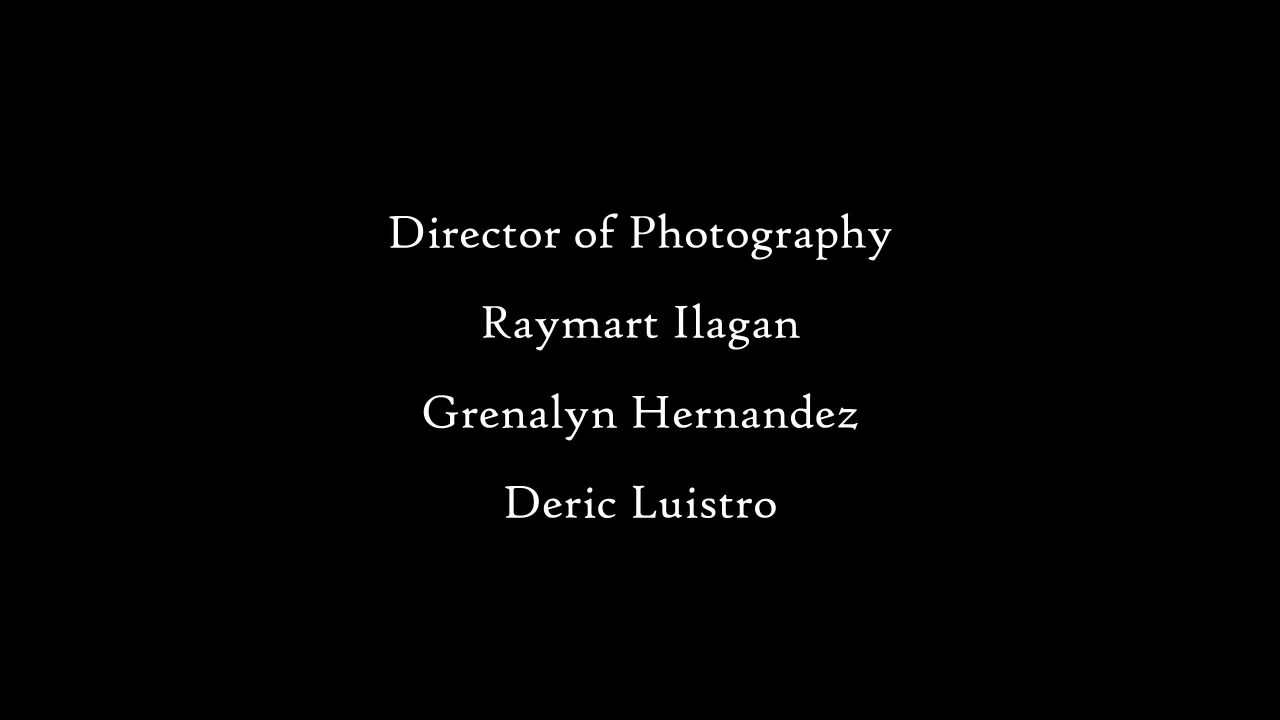 Director of Photography
Raymart Ilagan
Grenalyn Hernandez
Deric Luistro